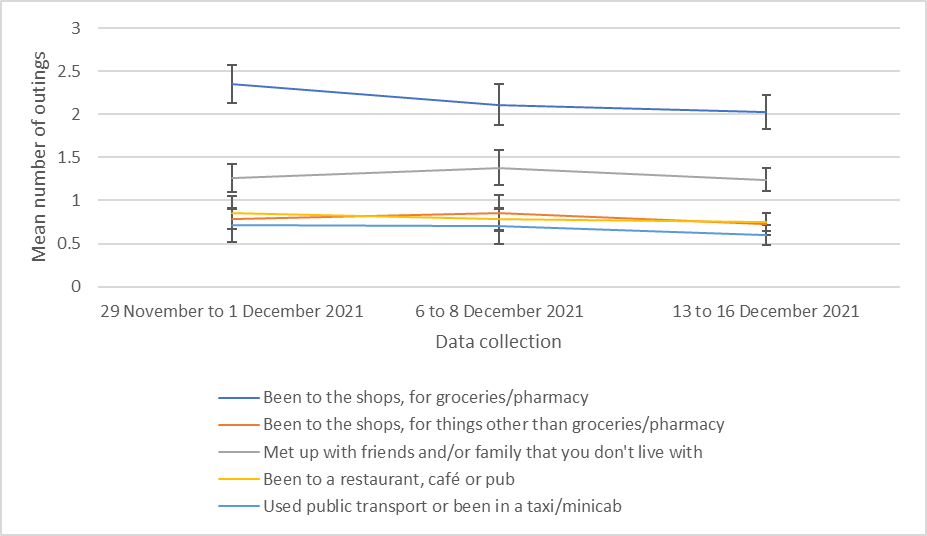 3
2.5
2
1.5
1
0.5
0
Mean number of outings
29 November to 1 December 2021 6 to 8 December 2021 13 to 16 December 2021
Data collection
Been to the shops, for groceries/pharmacy
Been to the shops, for things other than groceries/pharmacy
Met up with friends and/or family that you don't live with
Been to a restaurant, café or pub
Used public transport or been in a taxi/minicab